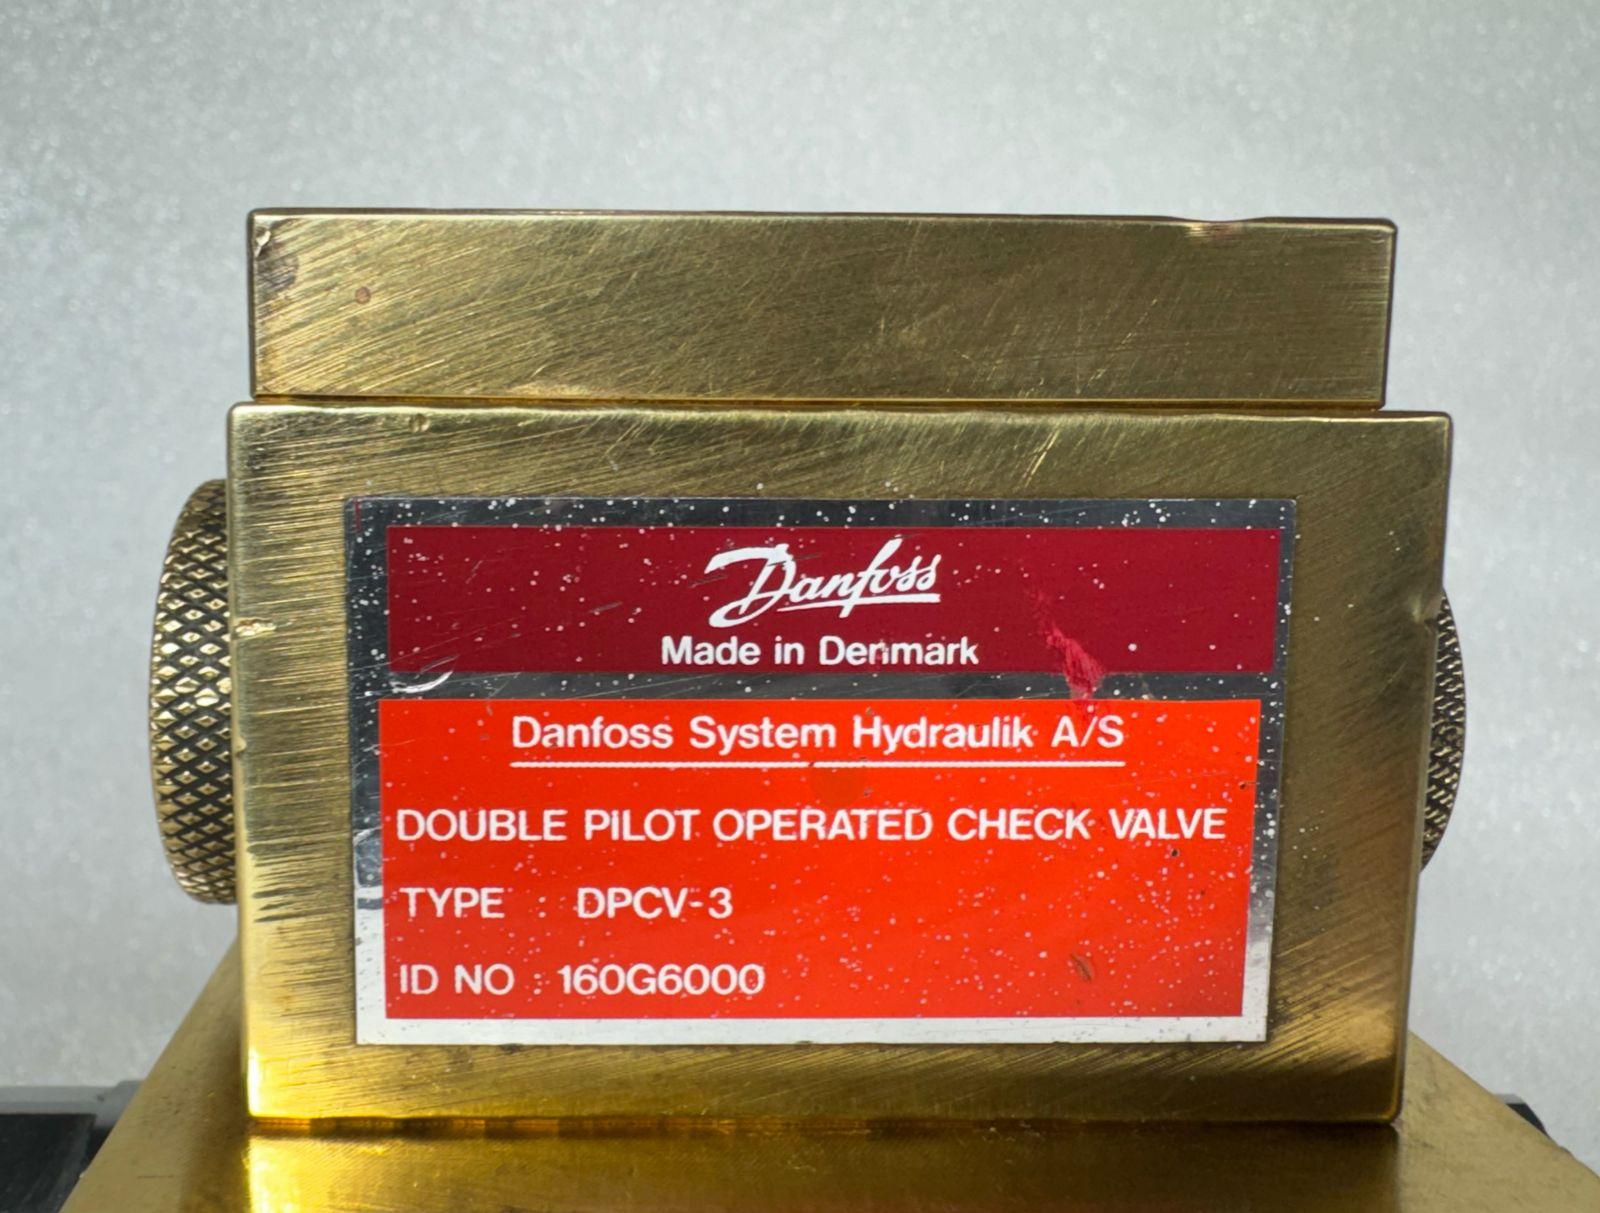 Danfoss
Made in Denmark
Danfoss System Hydraulik A/S
DOUBLE PILOT OPERATED CHECK VALVE
TYPE : DPCV-3
ID NO : 160G6000